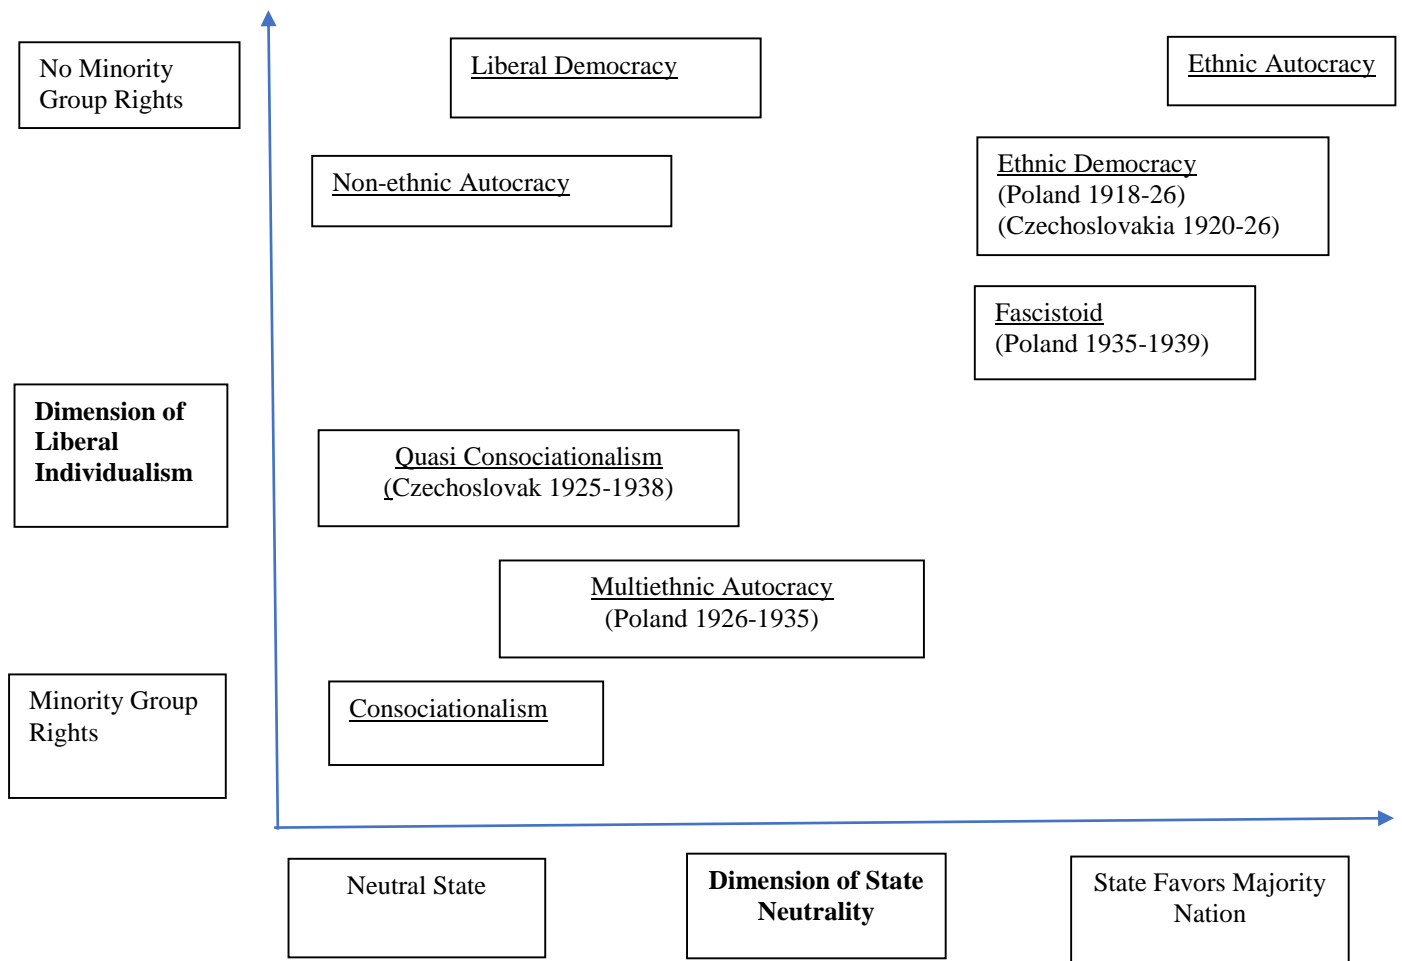 No Minority
Group Rights
Liberal Democracy
Ethnic Autocracy
Non-ethnic Autocracy
Ethnic Democracy
(Poland 1918-26)
(Czechoslovakia 1920-26)
Fascistoid
(Poland 1935-1939)
Dimension of
Liberal
Individualism
Quasi Consociationalism
(Czechoslovak 1925-1938)
Multiethnic Autocracy
(Poland 1926-1935)
Minority Group
Rights
Consociationalism
Neutral State
Dimension of State
Neutrality
State Favors Majority
Nation